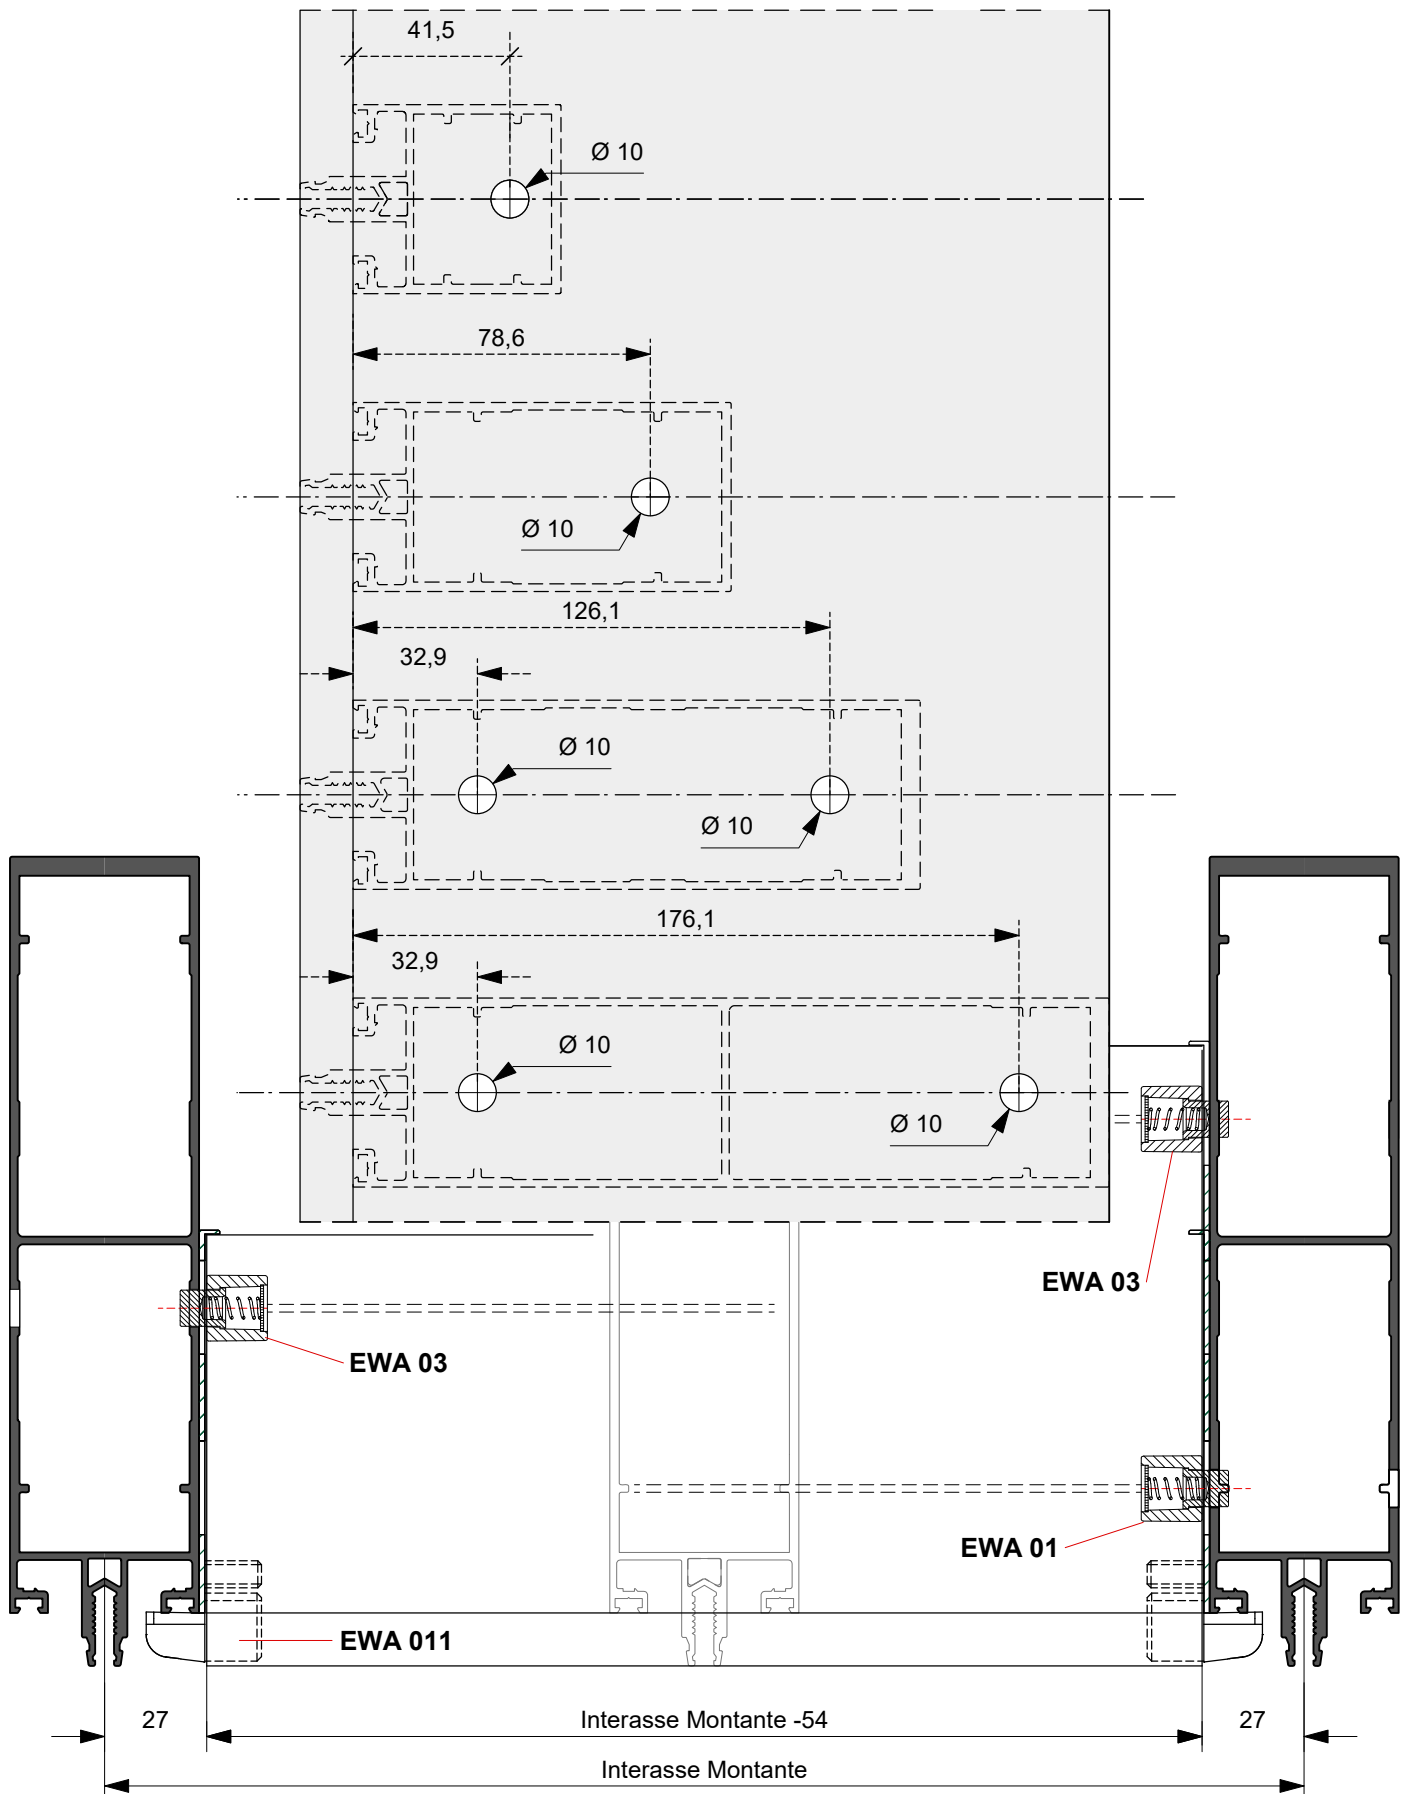 41,5
Ø 10
78,6
Ø 10
126,1
32,9
Ø 10
Ø 10
176,1
32,9
Ø 10
Ø 10
EWA 03
EWA 03
EWA 01
EWA 011
27
Interasse Montante -54
27
Interasse Montante